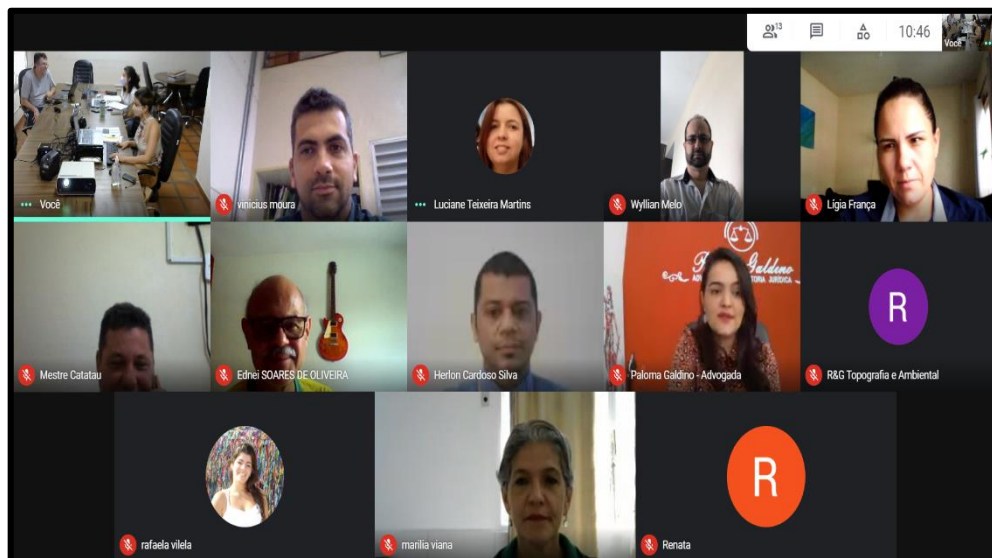 13
10:46
Você
Você
vinicius moura
Luciane Teixeira Martins
Wyllian Melo
Lígia França
Mestre Catatau
Ednei SOARES DE OLIVEIRA
Herlon Cardoso Silva
Galdino
JURÍDICA
Paloma Galdino - Advogada
R
R&G Topografia e Ambiental
rafaela vilela
marilia viana
R
Renata